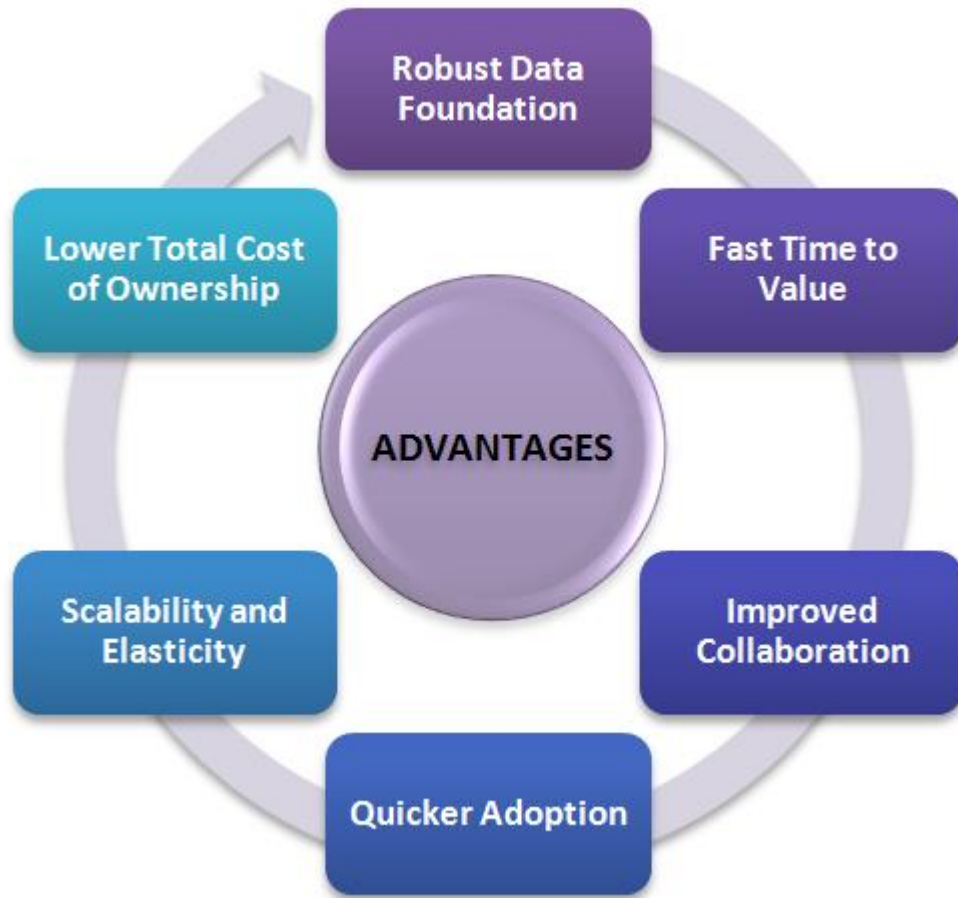 Robust Data
Foundation
Fast Time to
Value
Improved
Collaboration
Quicker Adoption
Scalability and
Elasticity
Lower Total Cost
of Ownership
ADVANTAGES